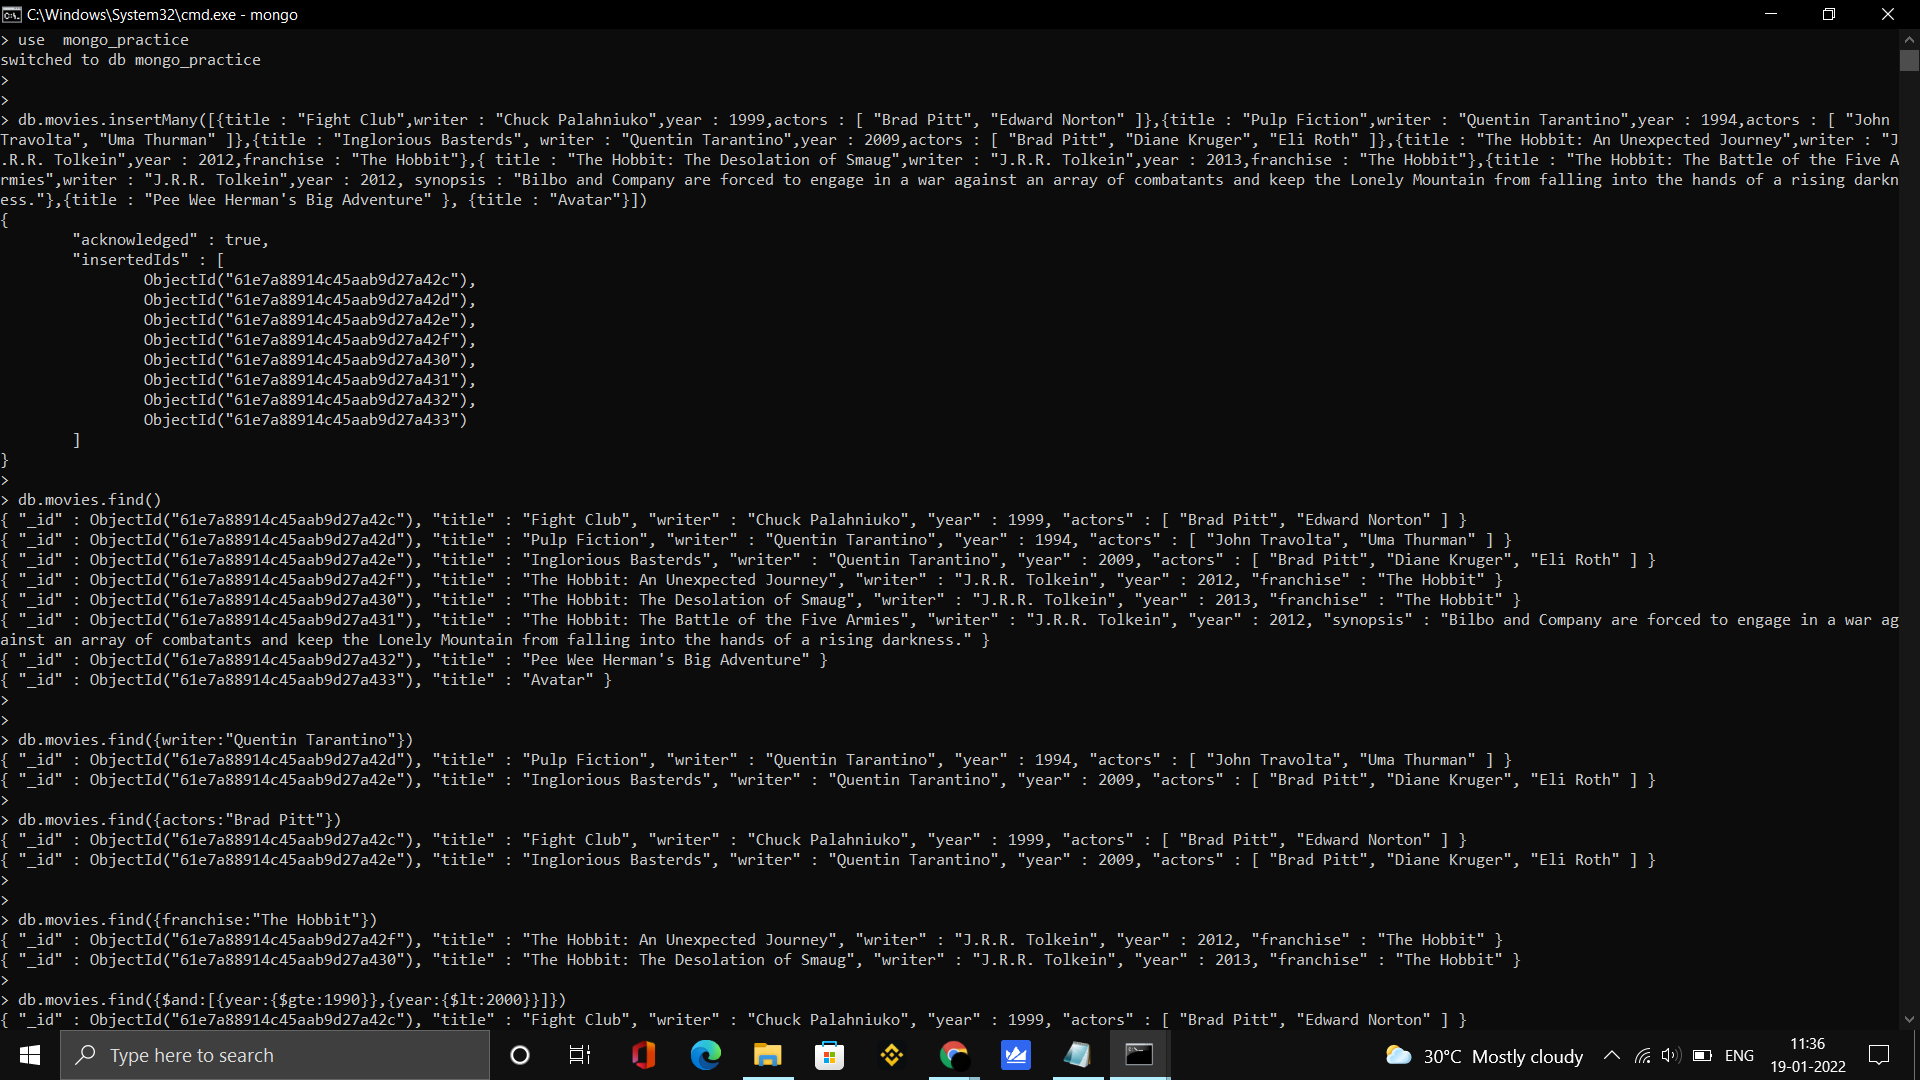 C:\Windows\System32\cmd.exe - mongo
> use  mongo_practice
switched to db mongo_practice
>
>
> db.movies.insertMany([{title : "Fight Club",writer : "Chuck Palahniuko",year : 1999,actors : [ "Brad Pitt", "Edward Norton" ]},{title : "Pulp Fiction",writer : "Quentin Tarantino",year : 1994,actors : [ "John
Travolta", "Uma Thurman" ]},{title : "Inglorious Basterds", writer : "Quentin Tarantino",year : 2009,actors : [ "Brad Pitt", "Diane Kruger", "Eli Roth" ]},{title : "The Hobbit: An Unexpected Journey",writer : "J
.R.R. Tolkein",year : 2012,franchise : "The Hobbit"},{ title : "The Hobbit: The Desolation of Smaug",writer : "J.R.R. Tolkein",year : 2013,franchise : "The Hobbit"},{title : "The Hobbit: The Battle of the Five A
rmies",writer : "J.R.R. Tolkein",year : 2012, synopsis : "Bilbo and Company are forced to engage in a war against an array of combatants and keep the Lonely Mountain from falling into the hands of a rising darkn
ess."},{title : "Pee Wee Herman's Big Adventure" }, {title : "Avatar"}])
{
        "acknowledged" : true,
        "insertedIds" : [
                ObjectId("61e7a88914c45aab9d27a42c"),
                ObjectId("61e7a88914c45aab9d27a42d"),
                ObjectId("61e7a88914c45aab9d27a42e"),
                ObjectId("61e7a88914c45aab9d27a42f"),
                ObjectId("61e7a88914c45aab9d27a430"),
                ObjectId("61e7a88914c45aab9d27a431"),
                ObjectId("61e7a88914c45aab9d27a432"),
                ObjectId("61e7a88914c45aab9d27a433")
        ]
}
>
> db.movies.find()
{ "_id" : ObjectId("61e7a88914c45aab9d27a42c"), "title" : "Fight Club", "writer" : "Chuck Palahniuko", "year" : 1999, "actors" : [ "Brad Pitt", "Edward Norton" ] }
{ "_id" : ObjectId("61e7a88914c45aab9d27a42d"), "title" : "Pulp Fiction", "writer" : "Quentin Tarantino", "year" : 1994, "actors" : [ "John Travolta", "Uma Thurman" ] }
{ "_id" : ObjectId("61e7a88914c45aab9d27a42e"), "title" : "Inglorious Basterds", "writer" : "Quentin Tarantino", "year" : 2009, "actors" : [ "Brad Pitt", "Diane Kruger", "Eli Roth" ] }
{ "_id" : ObjectId("61e7a88914c45aab9d27a42f"), "title" : "The Hobbit: An Unexpected Journey", "writer" : "J.R.R. Tolkein", "year" : 2012, "franchise" : "The Hobbit" }
{ "_id" : ObjectId("61e7a88914c45aab9d27a430"), "title" : "The Hobbit: The Desolation of Smaug", "writer" : "J.R.R. Tolkein", "year" : 2013, "franchise" : "The Hobbit" }
{ "_id" : ObjectId("61e7a88914c45aab9d27a431"), "title" : "The Hobbit: The Battle of the Five Armies", "writer" : "J.R.R. Tolkein", "year" : 2012, "synopsis" : "Bilbo and Company are forced to engage in a war ag
ainst an array of combatants and keep the Lonely Mountain from falling into the hands of a rising darkness." }
{ "_id" : ObjectId("61e7a88914c45aab9d27a432"), "title" : "Pee Wee Herman's Big Adventure" }
{ "_id" : ObjectId("61e7a88914c45aab9d27a433"), "title" : "Avatar" }
>
>
> db.movies.find({writer:"Quentin Tarantino"})
{ "_id" : ObjectId("61e7a88914c45aab9d27a42d"), "title" : "Pulp Fiction", "writer" : "Quentin Tarantino", "year" : 1994, "actors" : [ "John Travolta", "Uma Thurman" ] }
{ "_id" : ObjectId("61e7a88914c45aab9d27a42e"), "title" : "Inglorious Basterds", "writer" : "Quentin Tarantino", "year" : 2009, "actors" : [ "Brad Pitt", "Diane Kruger", "Eli Roth" ] }
>
> db.movies.find({actors:"Brad Pitt"})
{ "_id" : ObjectId("61e7a88914c45aab9d27a42c"), "title" : "Fight Club", "writer" : "Chuck Palahniuko", "year" : 1999, "actors" : [ "Brad Pitt", "Edward Norton" ] }
{ "_id" : ObjectId("61e7a88914c45aab9d27a42e"), "title" : "Inglorious Basterds", "writer" : "Quentin Tarantino", "year" : 2009, "actors" : [ "Brad Pitt", "Diane Kruger", "Eli Roth" ] }
>
>
> db.movies.find({franchise:"The Hobbit"})
{ "_id" : ObjectId("61e7a88914c45aab9d27a42f"), "title" : "The Hobbit: An Unexpected Journey", "writer" : "J.R.R. Tolkein", "year" : 2012, "franchise" : "The Hobbit" }
{ "_id" : ObjectId("61e7a88914c45aab9d27a430"), "title" : "The Hobbit: The Desolation of Smaug", "writer" : "J.R.R. Tolkein", "year" : 2013, "franchise" : "The Hobbit" }
>
> db.movies.find({$and:[{year:{$gte:1990}},{year:{$lt:2000}}]})
{ "_id" : ObjectId("61e7a88914c45aab9d27a42c"), "title" : "Fight Club", "writer" : "Chuck Palahniuko", "year" : 1999, "actors" : [ "Brad Pitt", "Edward Norton" ] }
Type here to search
30°C  Mostly cloudy
ENG
11:36
19-01-2022